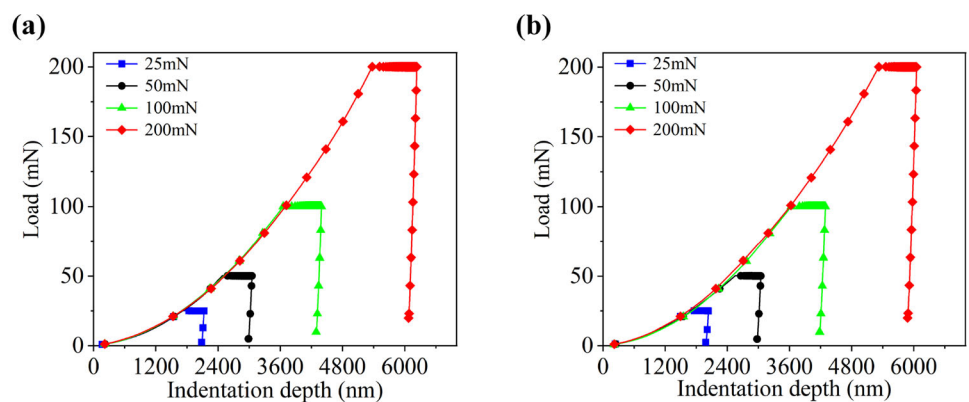 (a)
25mN
50mN
100mN
200mN
Load (mN)
200
150
100
50
0
0 1200 2400 3600 4800 6000
Indentation depth (nm)
(b)
25mN
50mN
100mN
200mN
Load (mN)
200
150
100
50
0
0 1200 2400 3600 4800 6000
Indentation depth (nm)